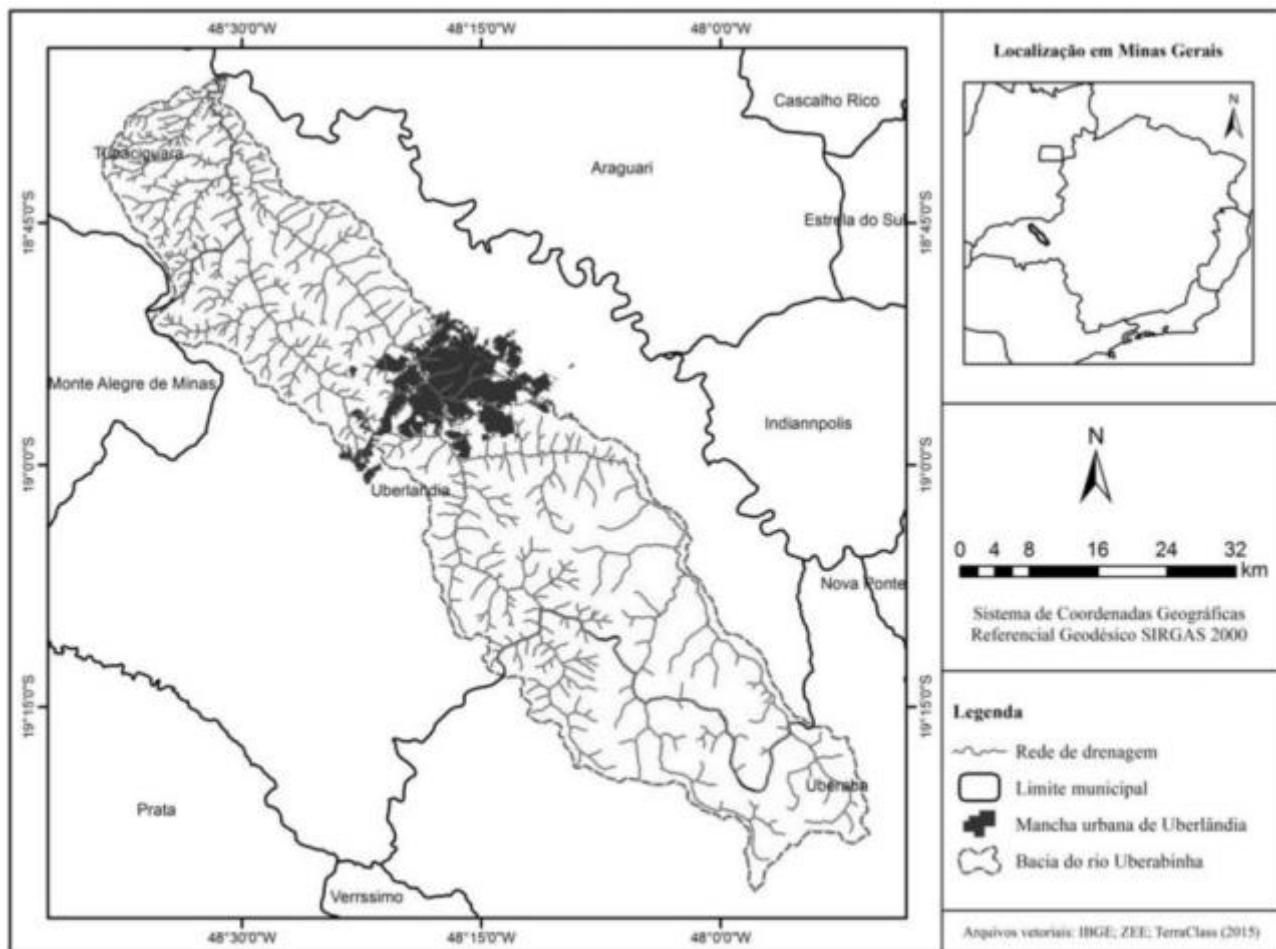 48°30'0"W
48°15'0"W
48°0'0"W
Cascalho Rico
Tupaciguara
Araguari
Estrela do Sul
18°45'0"S
18°45'0"S
Monte Alegre de Minas
Indiannpolis
19°0'0"S
19°0'0"S
Uberlândia
Nova Ponte
19°15'0"S
19°15'0"S
Uberaba
Prata
Verrssimo
48°30'0"W
48°15'0"W
48°0'0"W
Localização em Minas Gerais
N
N
0 4 8 16 24 32
km
Sistema de Coordenadas Geográficas
Referencial Geodésico SIRGAS 2000
Legenda
Rede de drenagem
Limite municipal
Mancha urbana de Uberlândia
Bacia do rio Uberabinha
Arquivos vetoriais: IBGE; ZEE; TerraClass (2015)